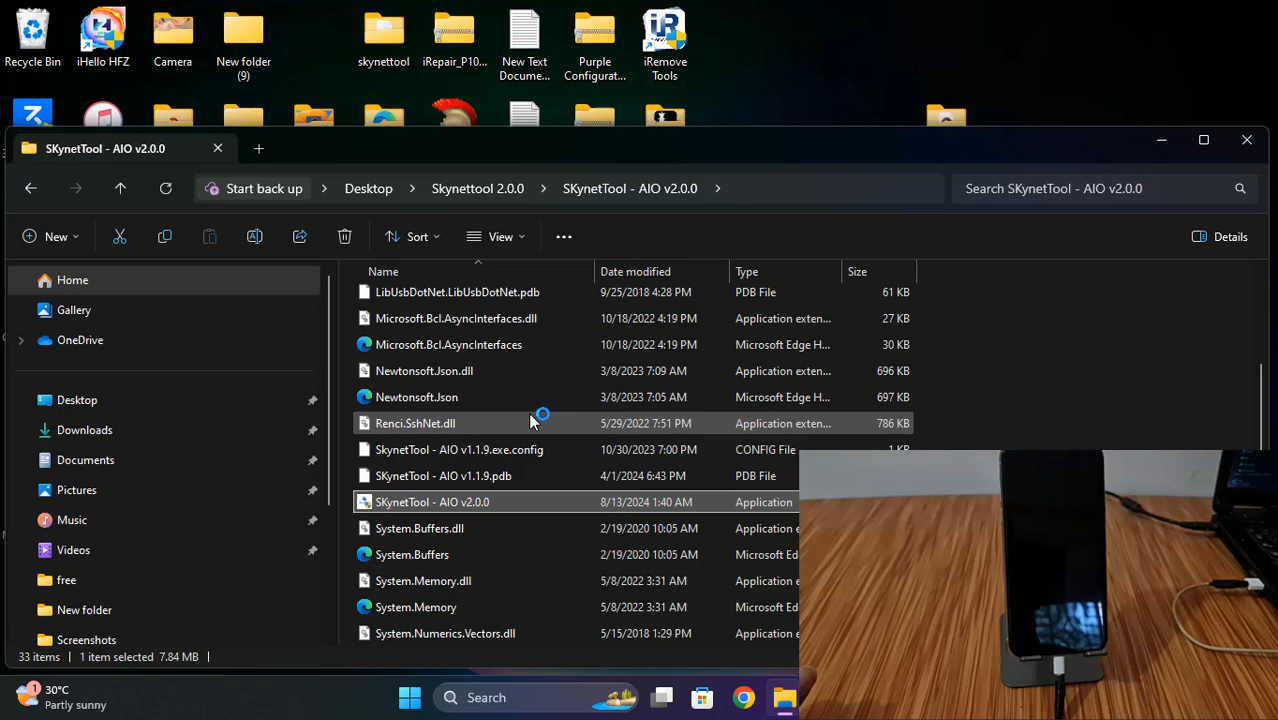 Recycle Bin
iHello HFZ
Camera
New folder
(9)
skynettool
iRepair_P10...
New Text
Docume...
Purple
Configurat...
iRemove
Tools
SKynetTool - AIO v2.0.0
Start back up
Desktop
Skynettool 2.0.0
SKynetTool - AIO v2.0.0
Search SKynetTool - AIO v2.0.0
New
Sort
View
Details
Home
Gallery
OneDrive
Desktop
Downloads
Documents
Pictures
Music
Videos
free
New folder
Screenshots
Name Date modified Type Size
LibUsbDotNet.LibUsbDotNet.pdb 9/25/2018 4:28 PM PDB File 61 KB
Microsoft.Bcl.AsyncInterfaces.dll 10/18/2022 4:19 PM Application exten... 27 KB
Microsoft.Bcl.AsyncInterfaces 10/18/2022 4:19 PM Microsoft Edge H... 30 KB
Newtonsoft.Json.dll 3/8/2023 7:09 AM Application exten... 696 KB
Newtonsoft.Json 3/8/2023 7:05 AM Microsoft Edge H... 697 KB
Renci.SshNet.dll 5/29/2022 7:51 PM Application exten... 786 KB
SkynetTool - AIO v1.1.9.exe.config 10/30/2023 7:00 PM CONFIG File 1 KB
SKynetTool - AIO v1.1.9.pdb 4/1/2024 6:43 PM PDB File
SKynetTool - AIO v2.0.0 8/13/2024 1:40 AM Application
System.Buffers.dll 2/19/2020 10:05 AM Application exten
System.Buffers 2/19/2020 10:05 AM Microsoft Ed
System.Memory.dll 5/8/2022 3:31 AM Application
System.Memory 5/8/2022 3:31 AM Microsoft Ed
System.Numerics.Vectors.dll 5/15/2018 1:29 PM Application
33 items 1 item selected 7.84 MB
1
30°C
Partly sunny
Search